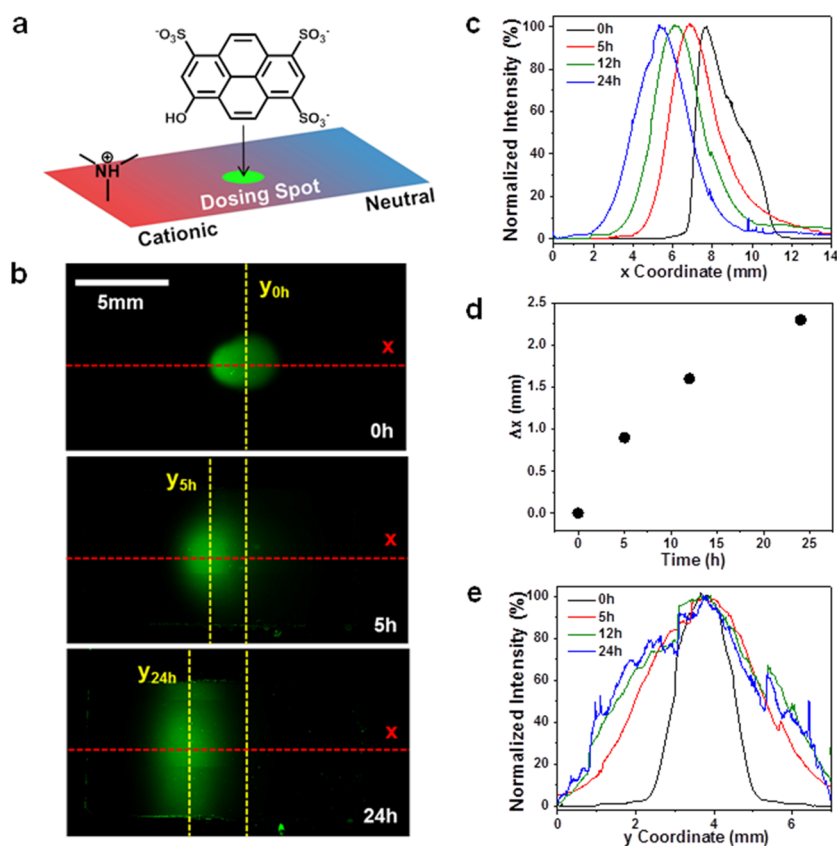 a
⁻O₃S
SO₃⁻
HO
SO₃⁻
⊕
NH
Dosing Spot
Neutral
Cationic
b
5mm
y0h
x
0h
y5h
x
5h
y24h
x
24h
c
0h
5h
12h
24h
100
80
60
40
20
0
Normalized Intensity (%)
0 2 4 6 8 10 12 14
x Coordinate (mm)
d
2.5
2.0
1.5
1.0
0.5
0.0
Δx (mm)
0 5 10 15 20 25
Time (h)
e
0h
5h
12h
24h
100
80
60
40
20
0
Normalized Intensity (%)
0 2 4 6
y Coordinate (mm)